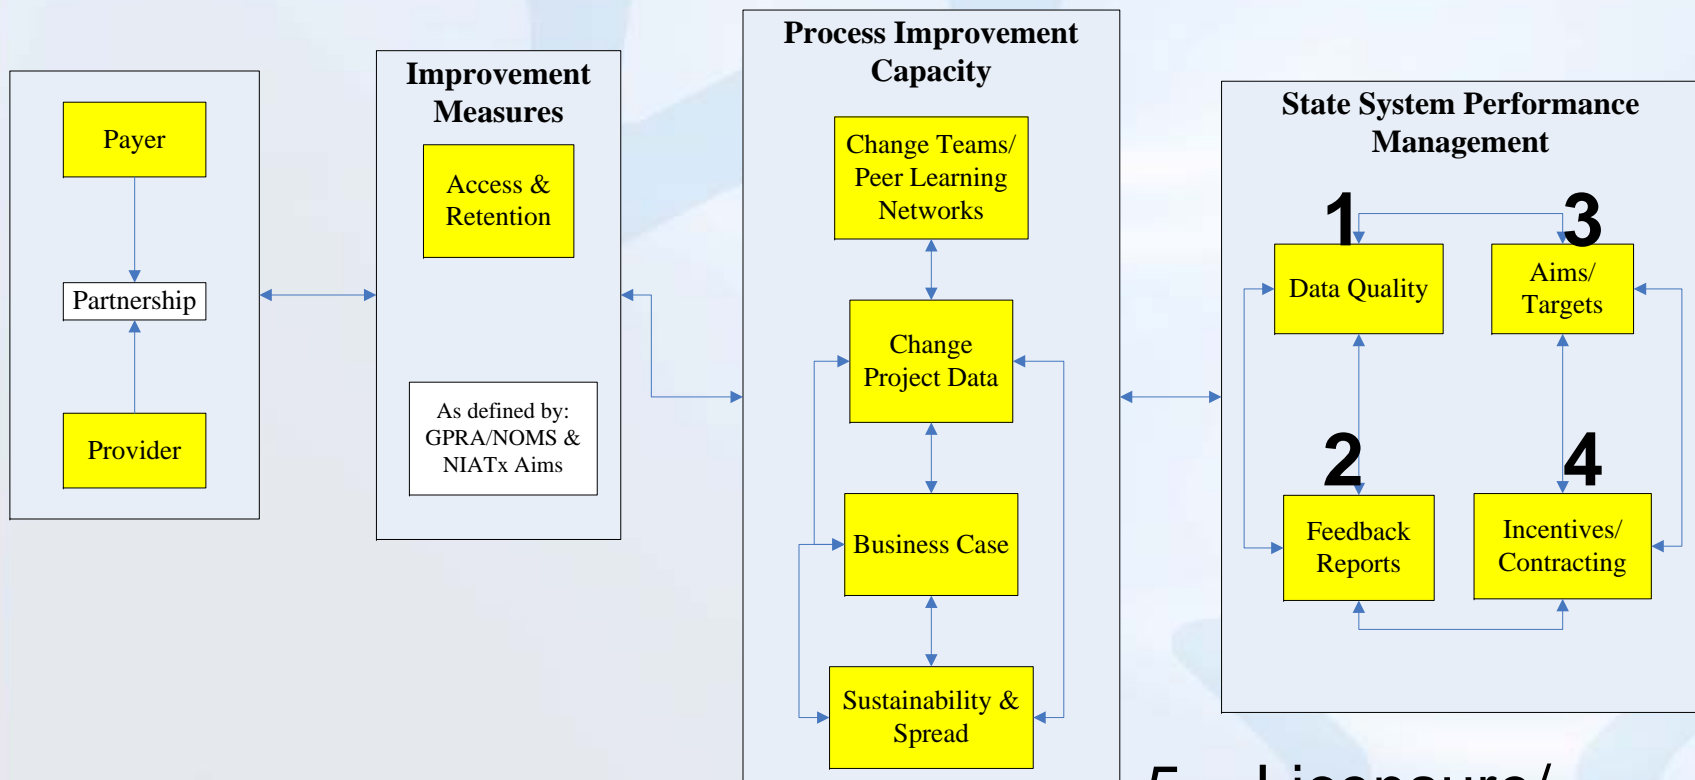 Payer
Partnership
Provider
Improvement
Measures
Access &
Retention
As defined by:
GPRA/NOMS &
NIATx Aims
Process Improvement
Capacity
Change Teams/
Peer Learning
Networks
Change
Project Data
Business Case
Sustainability &
Spread
State System Performance
Management
1
Data Quality
3
Aims/
Targets
2
Feedback
Reports
4
Incentives/
Contracting
5 Licensure/